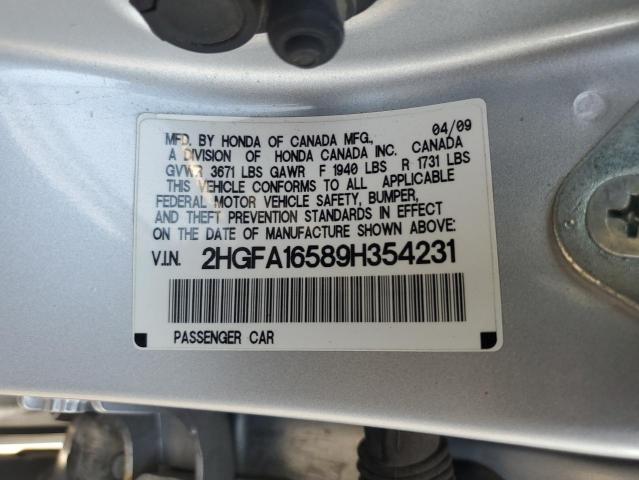 MFD. BY HONDA OF CANADA MFG., 04/09
A DIVISION OF HONDA CANADA INC. CANADA
GVWR 3671 LBS GAWR F 1940 LBS R 1731 LBS
THIS VEHICLE CONFORMS TO ALL APPLICABLE
FEDERAL MOTOR VEHICLE SAFETY, BUMPER,
AND THEFT PREVENTION STANDARDS IN EFFECT
ON THE DATE OF MANUFACTURE SHOWN ABOVE.
V.I.N. 2HGFA16589H354231
PASSENGER CAR